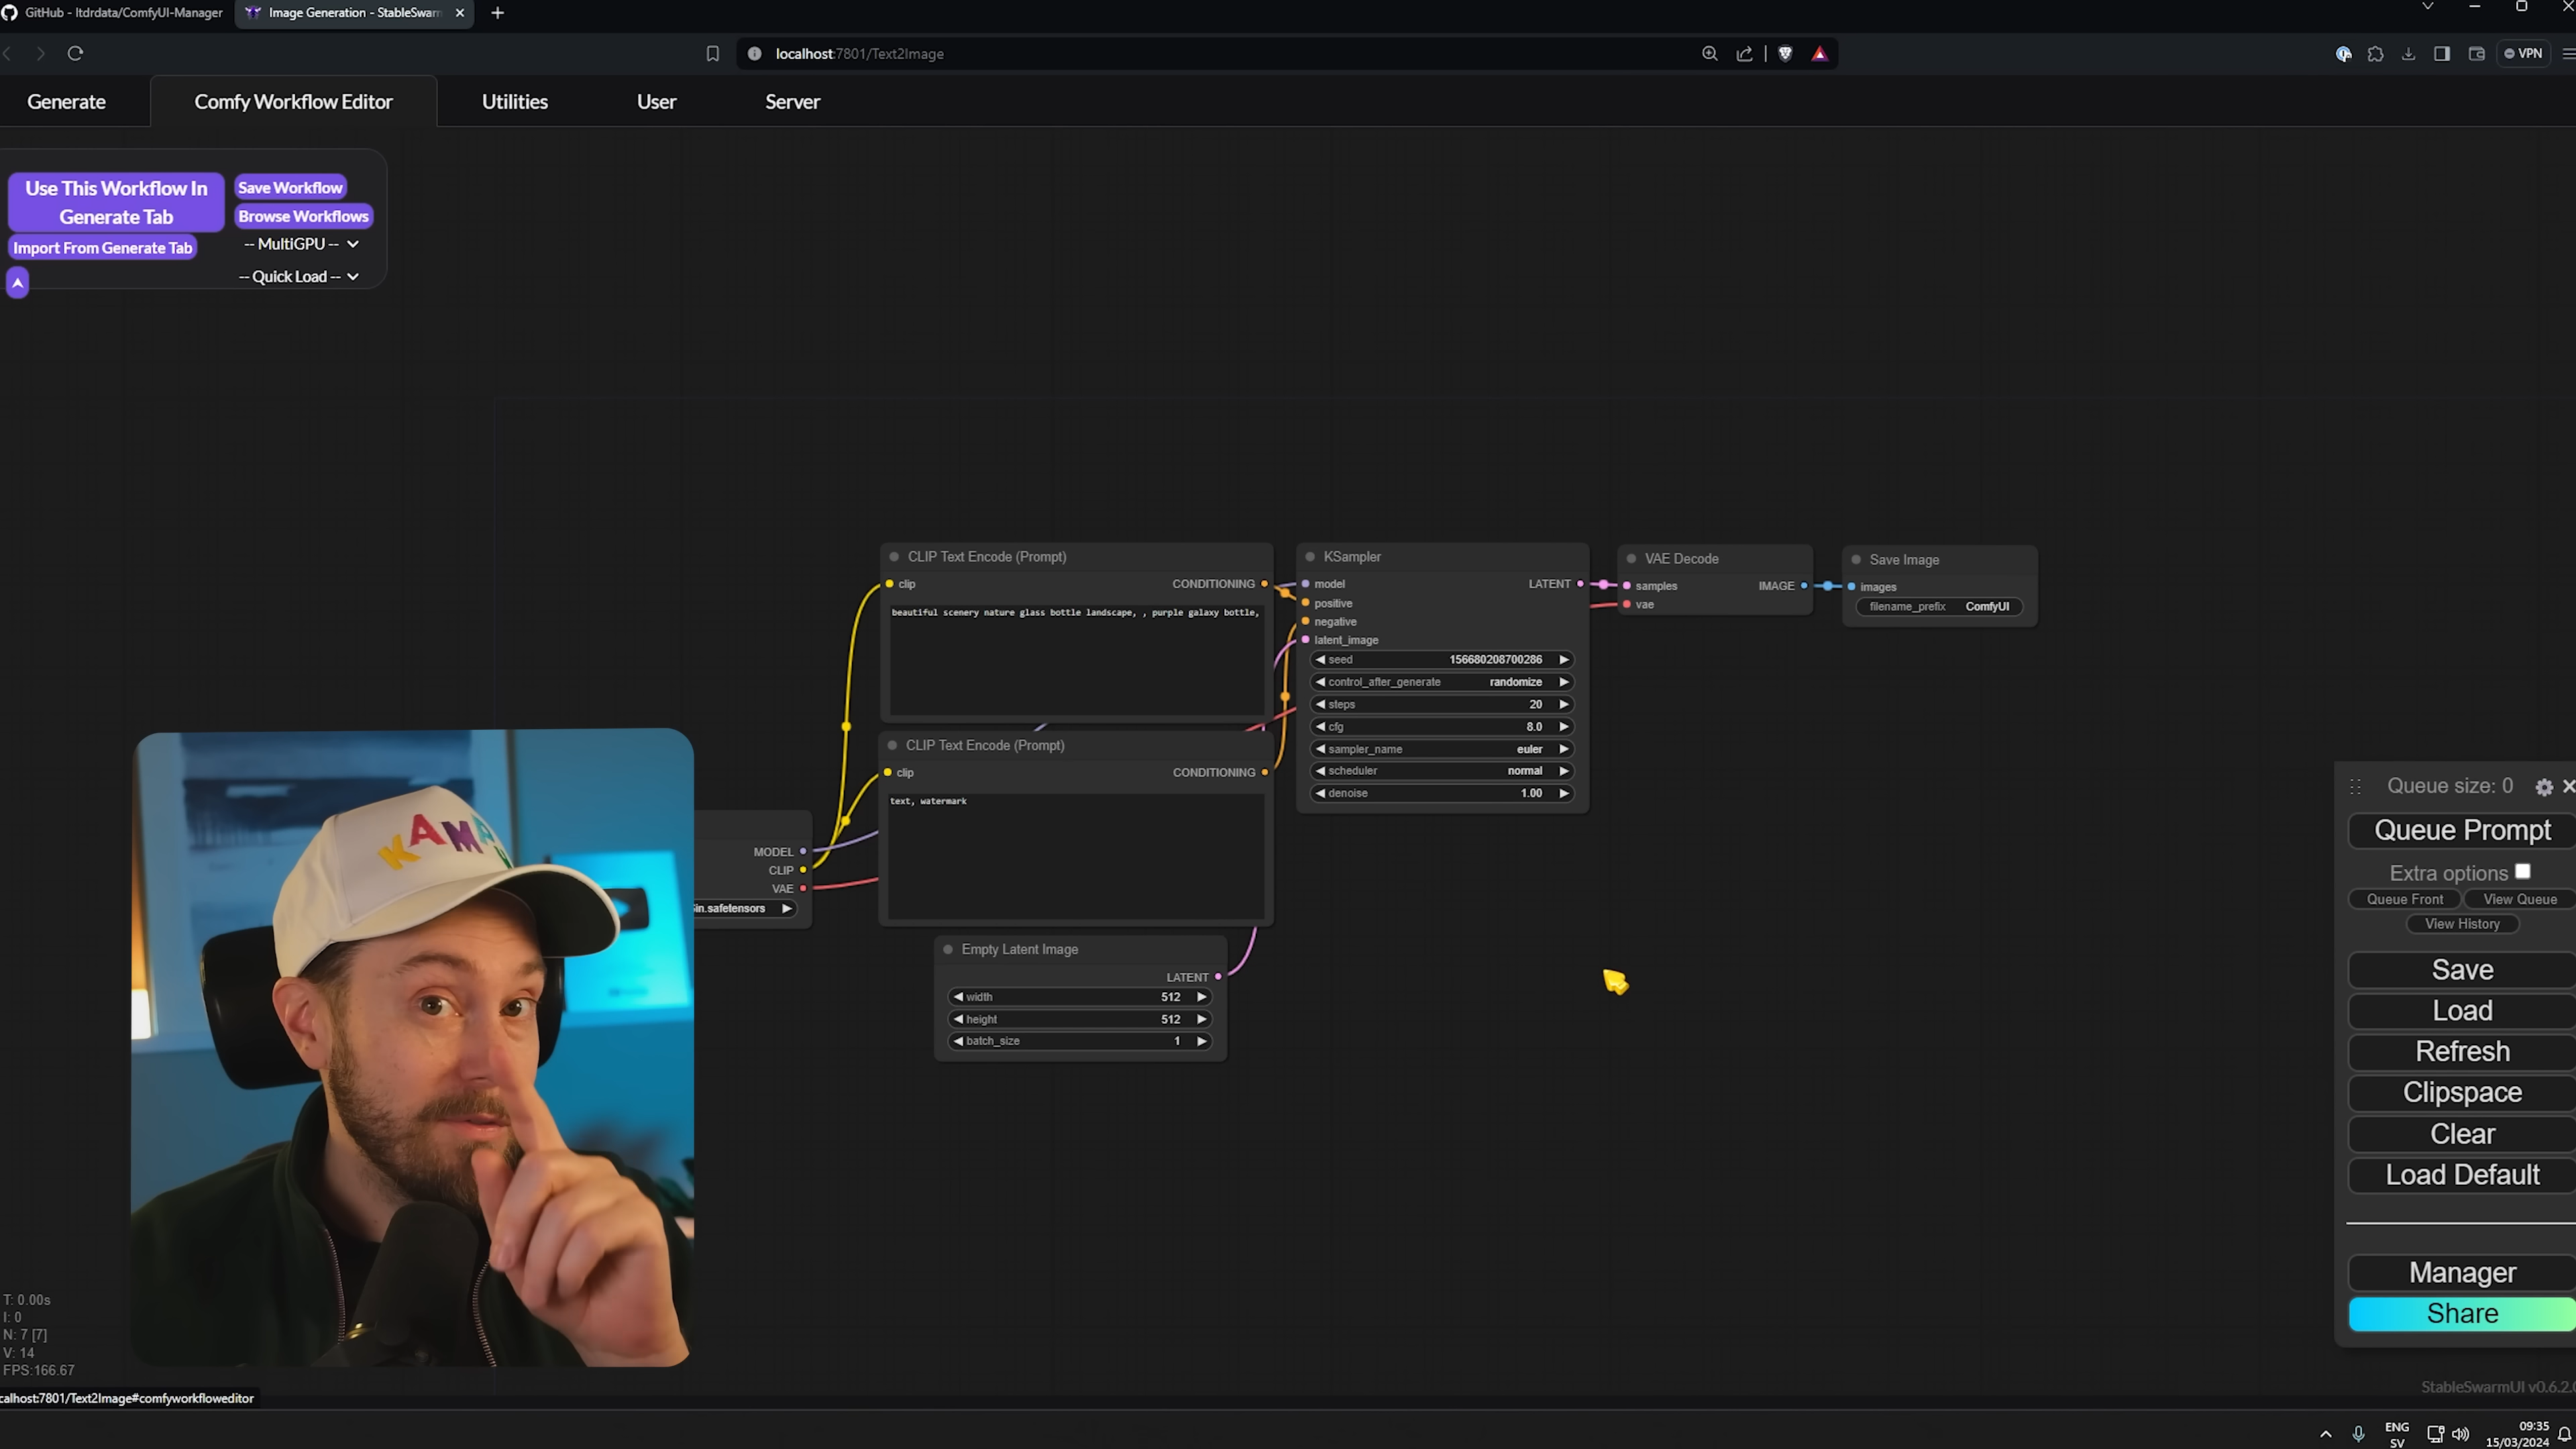 GitHub - ltdrdata/ComfyUI-Manager
Image Generation - StableSwarm
localhost:7801/Text2Image
VPN
Generate
Comfy Workflow Editor
Utilities
User
Server
Use This Workflow In
Generate Tab
Save Workflow
Browse Workflows
Import From Generate Tab
-- MultiGPU --
-- Quick Load --
CLIP Text Encode (Prompt)
clip
CONDITIONING
beautiful scenery nature glass bottle landscape, , purple galaxy bottle,
KSampler
model
LATENT
positive
negative
latent_image
seed 156680208700286
control_after_generate randomize
steps 20
cfg 8.0
sampler_name euler
scheduler normal
denoise 1.00
VAE Decode
samples
IMAGE
vae
Save Image
images
filename_prefix ComfyUI
CLIP Text Encode (Prompt)
clip
CONDITIONING
text, watermark
MODEL
CLIP
VAE
in.safetensors
Empty Latent Image
LATENT
width 512
height 512
batch_size 1
KAMA
Queue size: 0
Queue Prompt
Extra options
Queue Front
View Queue
View History
Save
Load
Refresh
Clipspace
Clear
Load Default
Manager
Share
T: 0.00s
I: 0
N: 7 [7]
V: 14
FPS:166.67
calhost:7801/Text2Image#comfyworkfloweditor
StableSwarmUI v0.6.2.
ENG
SV
09:35
15/03/2024